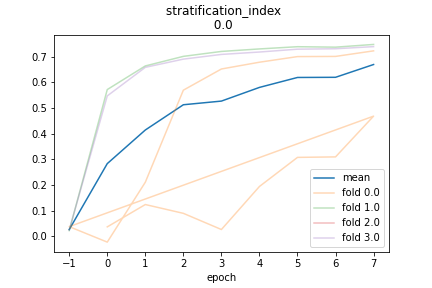 stratification_index
0.0
0.7
0.6
0.5
0.4
0.3
0.2
0.1
0.0
mean
fold 0.0
fold 1.0
fold 2.0
fold 3.0
−1 0 1 2 3 4 5 6 7
epoch